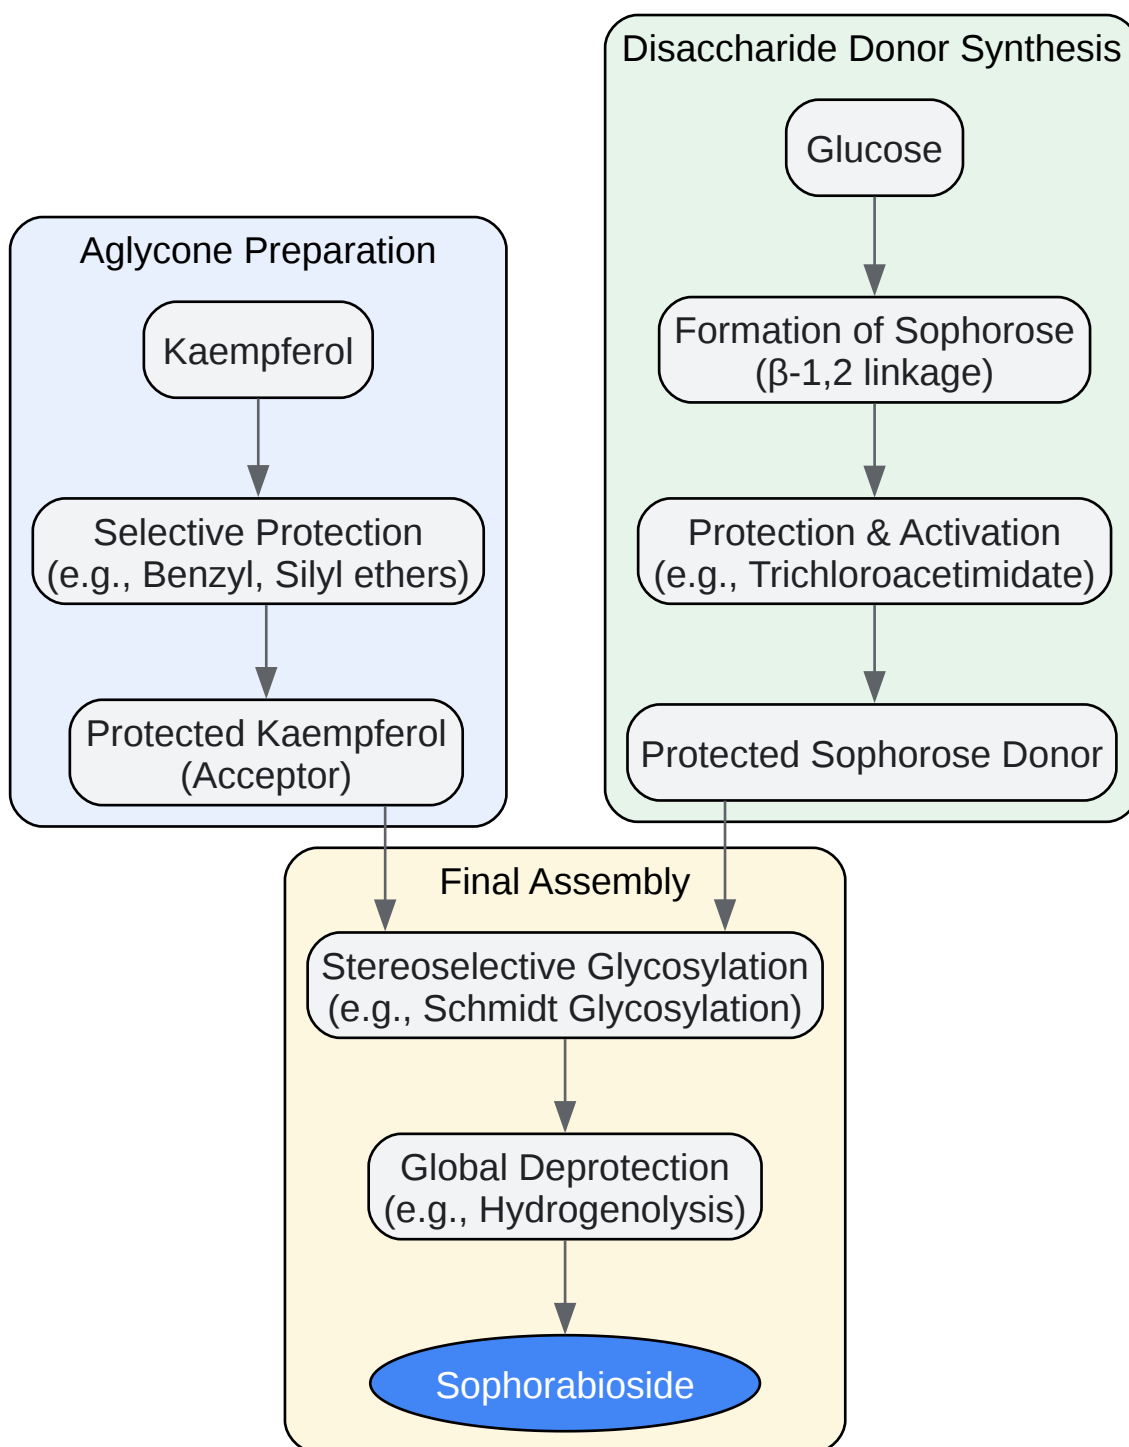 Disaccharide Donor Synthesis
Glucose
Formation of Sophorose
(β-1,2 linkage)
Protection & Activation
(e.g., Trichloroacetimidate)
Protected Sophorose Donor
Aglycone Preparation
Kaempferol
Selective Protection
(e.g., Benzyl, Silyl ethers)
Protected Kaempferol
(Acceptor)
Final Assembly
Stereoselective Glycosylation
(e.g., Schmidt Glycosylation)
Global Deprotection
(e.g., Hydrogenolysis)
Sophorabioside